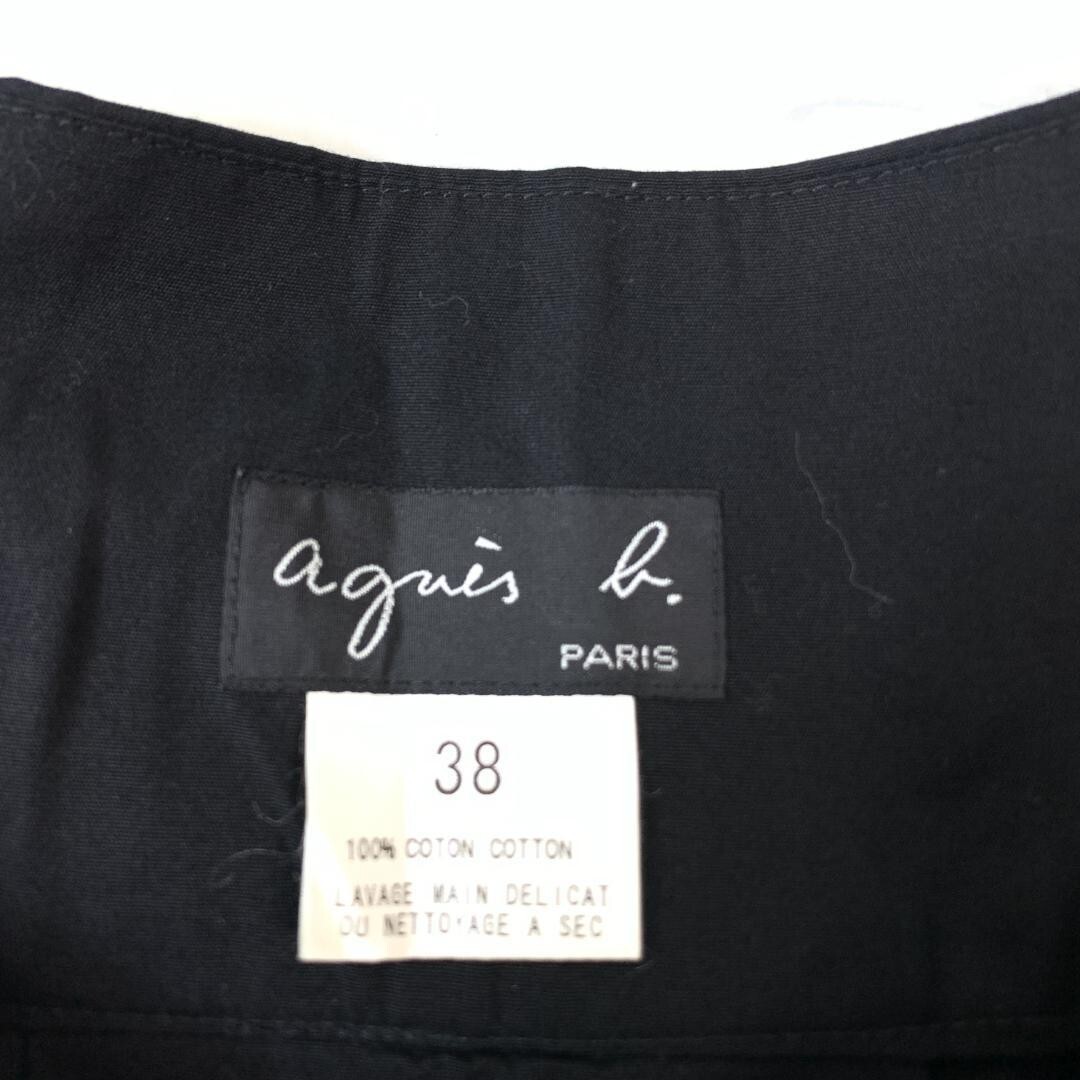 agnès b.
PARIS
38
100% COTON COTTON
LAVAGE MAIN DELICAT
OU NETTOYAGE A SEC